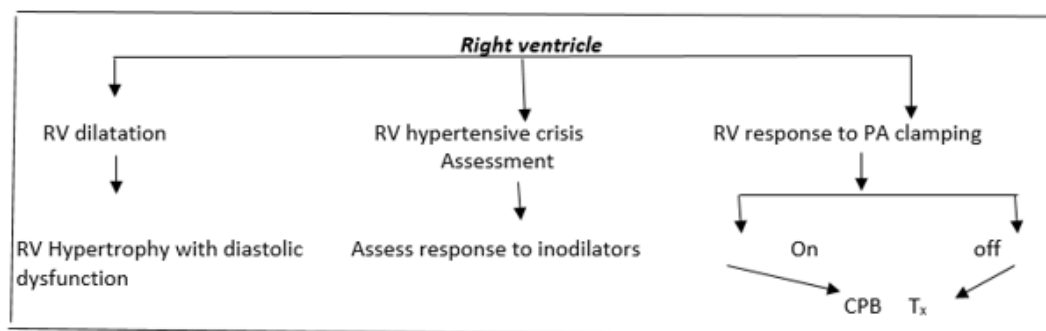 Right ventricle
RV dilatation
RV hypertensive crisis
Assessment
RV response to PA clamping
RV Hypertrophy with diastolic
dysfunction
Assess response to inodilators
On
off
CPB
Tx